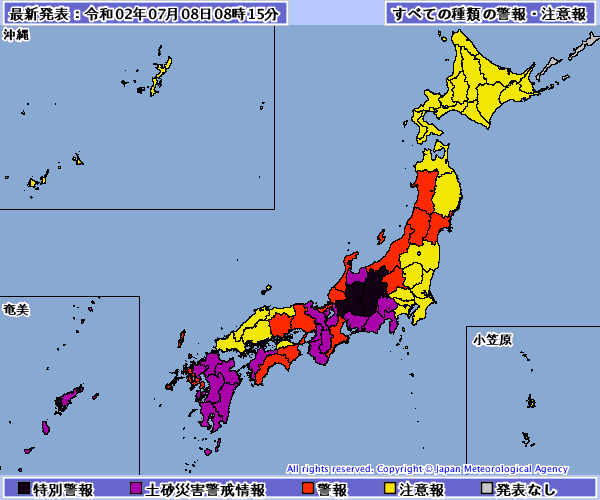 最新発表：令和02年07月08日08時15分
すべての種類の警報・注意報
沖縄
奄美
小笠原
All rights reserved. Copyright © Japan Meteorological Agency
特別警報 土砂災害警戒情報 警報 注意報 発表なし